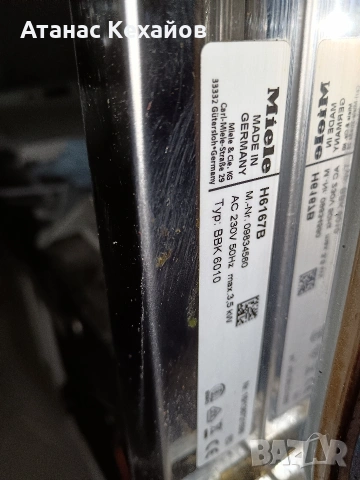 Атанас Кехайов
Miele
MADE IN
GERMANY
Miele & Cie. KG
Carl-Miele-Straße 29
33332 Gütersloh•Germany
H6167B
M.-Nr. 09834560
AC 230V 50Hz max.3,5 kW
Typ: BBK 6010
BAZAR